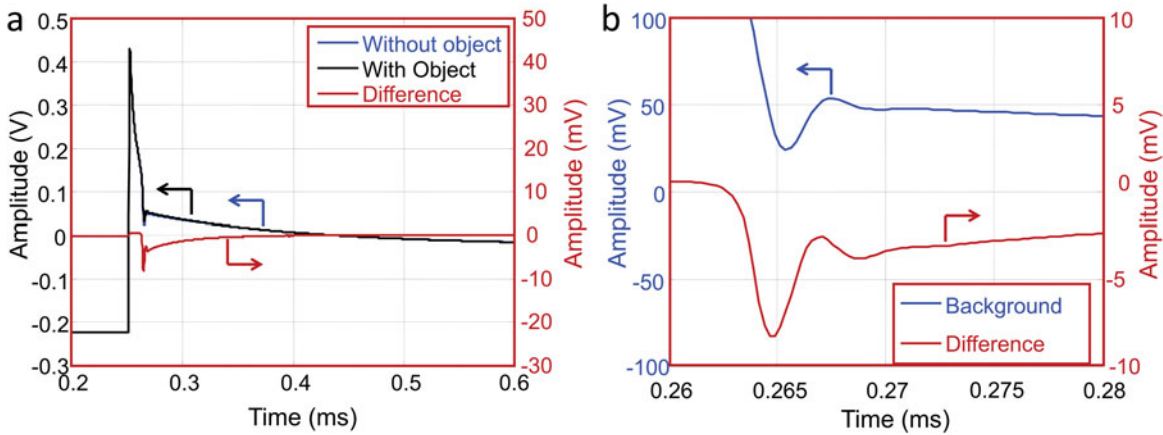 a
0.5
0.4
0.3
0.2
0.1
0
-0.1
-0.2
-0.3
Amplitude (V)
0.2
0.3
0.4
0.5
0.6
Time (ms)
50
40
30
20
10
0
-10
-20
-30
Amplitude (mV)
Without object
With Object
Difference
b
100
50
0
-50
-100
Amplitude (mV)
0.26
0.265
0.27
0.275
0.28
Time (ms)
10
5
0
-5
-10
Amplitude (mV)
Background
Difference